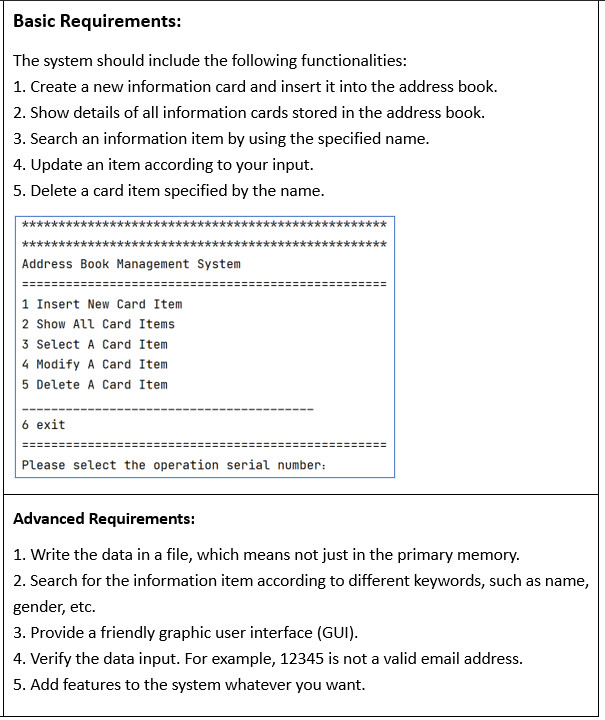 Basic Requirements:
The system should include the following functionalities:
1. Create a new information card and insert it into the address book.
2. Show details of all information cards stored in the address book.
3. Search an information item by using the specified name.
4. Update an item according to your input.
5. Delete a card item specified by the name.
****************************************************
****************************************************
Address Book Management System
==================================================
1 Insert New Card Item
2 Show All Card Items
3 Select A Card Item
4 Modify A Card Item
5 Delete A Card Item
----------------------------------------
6 exit
==================================================
Please select the operation serial number:
Advanced Requirements:
1. Write the data in a file, which means not just in the primary memory.
2. Search for the information item according to different keywords, such as name,
gender, etc.
3. Provide a friendly graphic user interface (GUI).
4. Verify the data input. For example, 12345 is not a valid email address.
5. Add features to the system whatever you want.